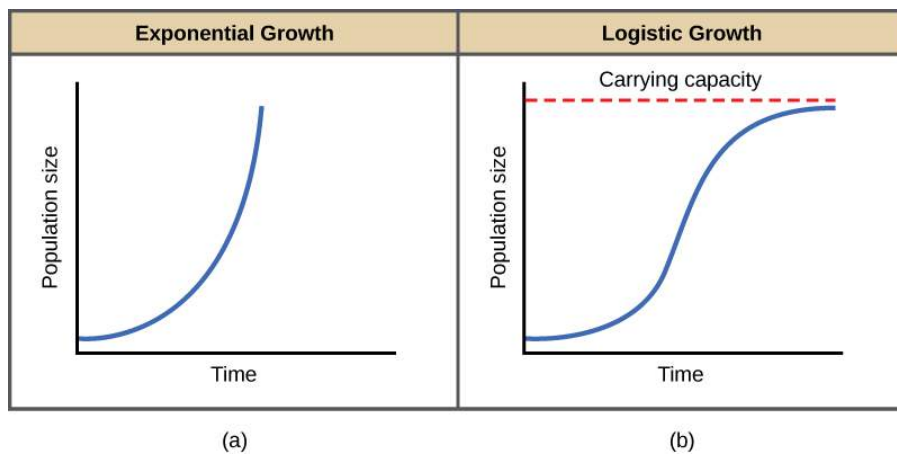 Exponential Growth
Logistic Growth
Population size
Time
Carrying capacity
Population size
Time
(a)
(b)